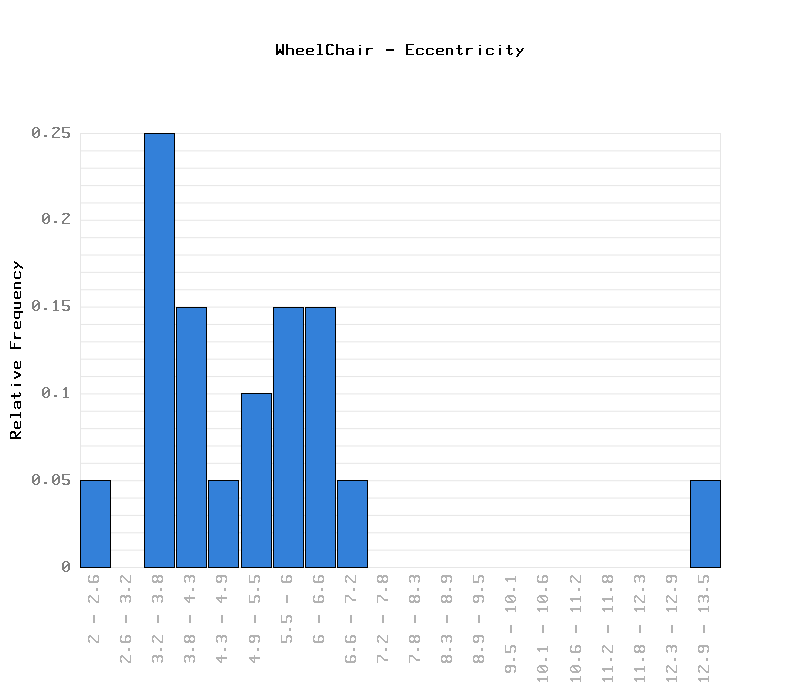 WheelChair - Eccentricity
Relative Frequency
0.25
0.2
0.15
0.1
0.05
0
2 - 2.6
2.6 - 3.2
3.2 - 3.8
3.8 - 4.3
4.3 - 4.9
4.9 - 5.5
5.5 - 6
6 - 6.6
6.6 - 7.2
7.2 - 7.8
7.8 - 8.3
8.3 - 8.9
8.9 - 9.5
9.5 - 10.1
10.1 - 10.6
10.6 - 11.2
11.2 - 11.8
11.8 - 12.3
12.3 - 12.9
12.9 - 13.5